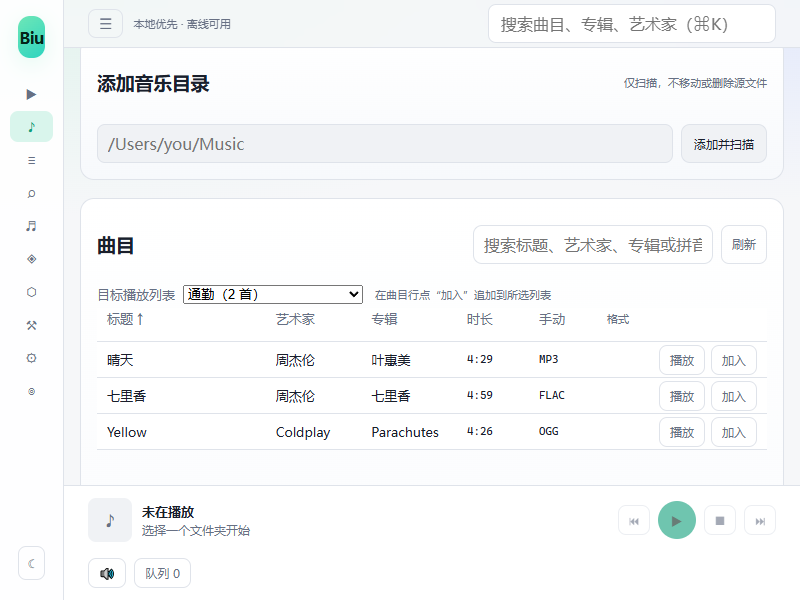 Biu
本地优先 · 离线可用
搜索曲目、专辑、艺术家（⌘K）
添加音乐目录
仅扫描，不移动或删除源文件
/Users/you/Music
添加并扫描
曲目
搜索标题、艺术家、专辑或拼音
刷新
目标播放列表 通勤（2 首） 在曲目行点“加入”追加到所选列表
标题↑ 艺术家 专辑 时长 手动 格式
晴天 周杰伦 叶惠美 4:29 MP3 播放 加入
七里香 周杰伦 七里香 4:59 FLAC 播放 加入
Yellow Coldplay Parachutes 4:26 OGG 播放 加入
未在播放
选择一个文件夹开始
队列 0